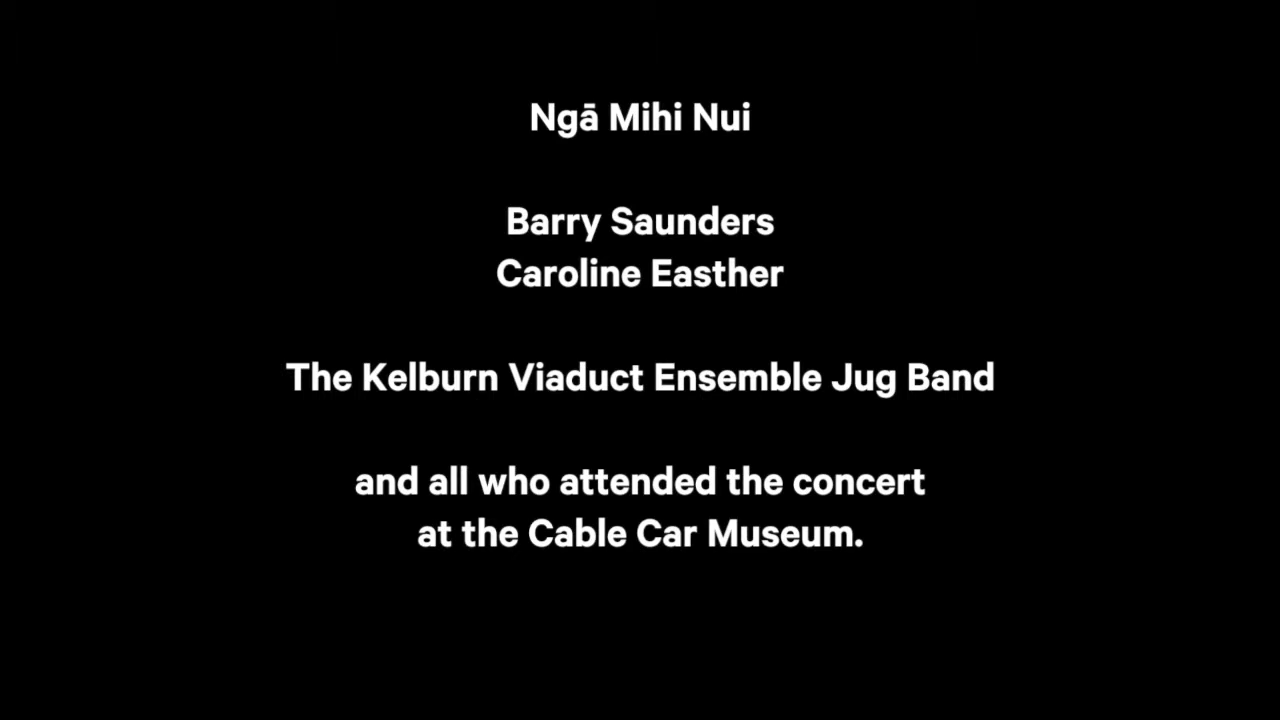 Ngā Mihi Nui
Barry Saunders
Caroline Easther
The Kelburn Viaduct Ensemble Jug Band
and all who attended the concert
at the Cable Car Museum.